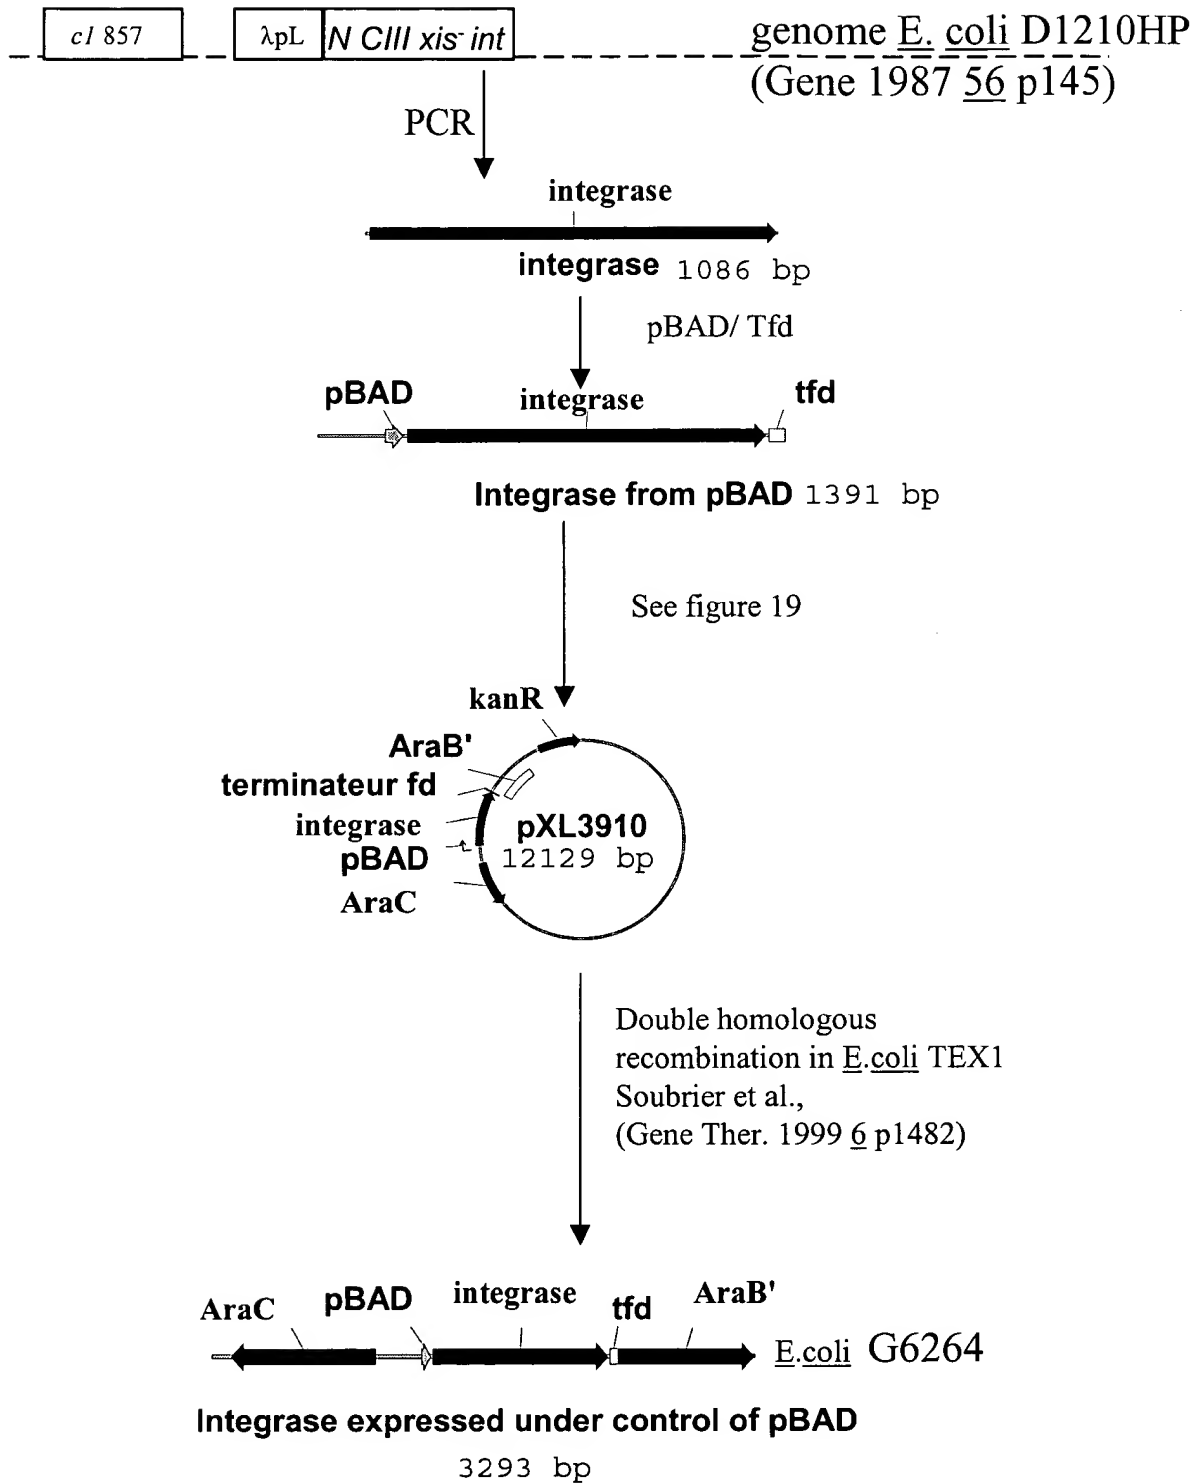 cI 857
λpL
N CIII xis- int
genome E. coli D1210HP
(Gene 1987 56 p145)
PCR
integrase
integrase 1086 bp
pBAD/ Tfd
pBAD
integrase
tfd
Integrase from pBAD 1391 bp
See figure 19
kanR
AraB'
terminateur fd
integrase
pBAD
AraC
pXL3910
12129 bp
Double homologous
recombination in E.coli TEX1
Soubrier et al.,
(Gene Ther. 1999 6 p1482)
AraC
pBAD
integrase
tfd
AraB'
E.coli G6264
Integrase expressed under control of pBAD
3293 bp